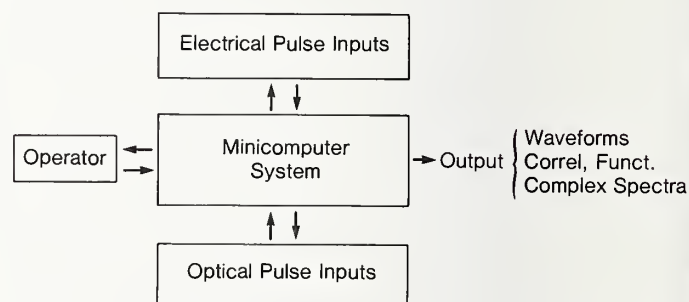 Electrical Pulse Inputs
Operator
Minicomputer
System
Output
Waveforms
Correl, Funct.
Complex Spectra
Optical Pulse Inputs